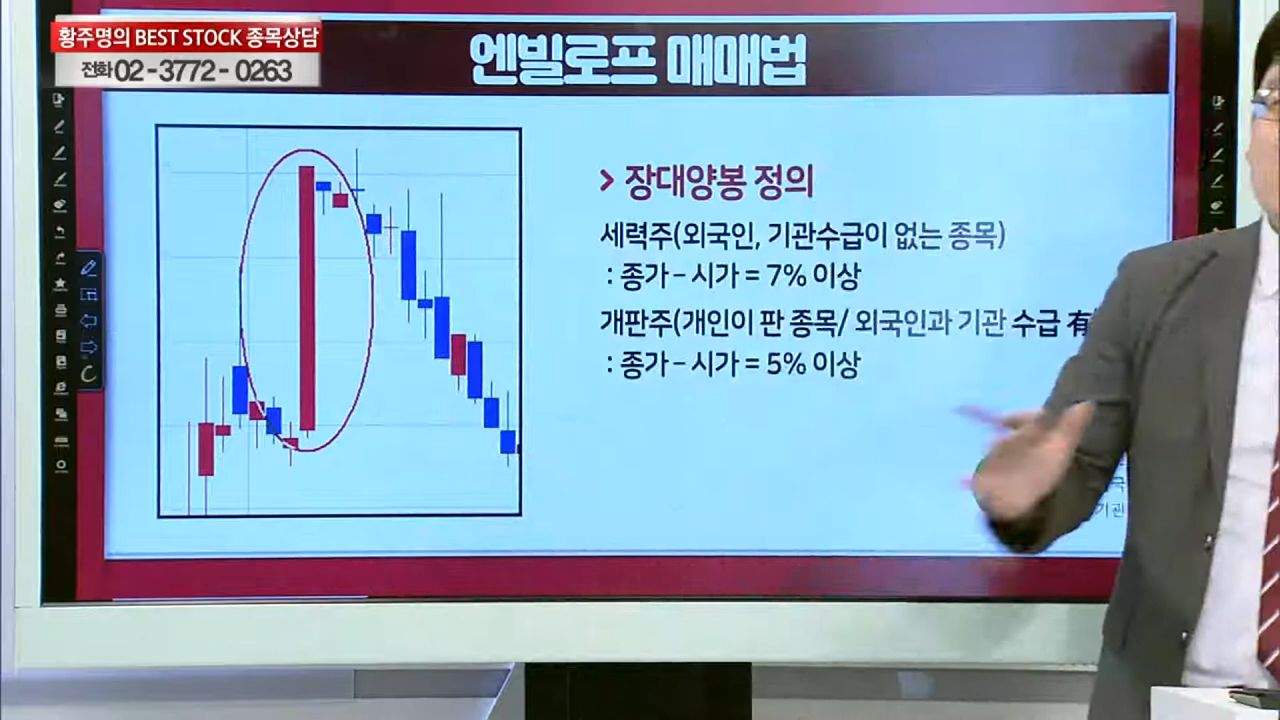 황주명의 BEST STOCK 종목상담
전화 02-3772-0263
엔빌로프 매매법
> 장대양봉 정의
세력주(외국인, 기관수급이 없는 종목)
: 종가 - 시가 = 7% 이상
개판주(개인이 판 종목/ 외국인과 기관 수급 有
: 종가 - 시가 = 5% 이상